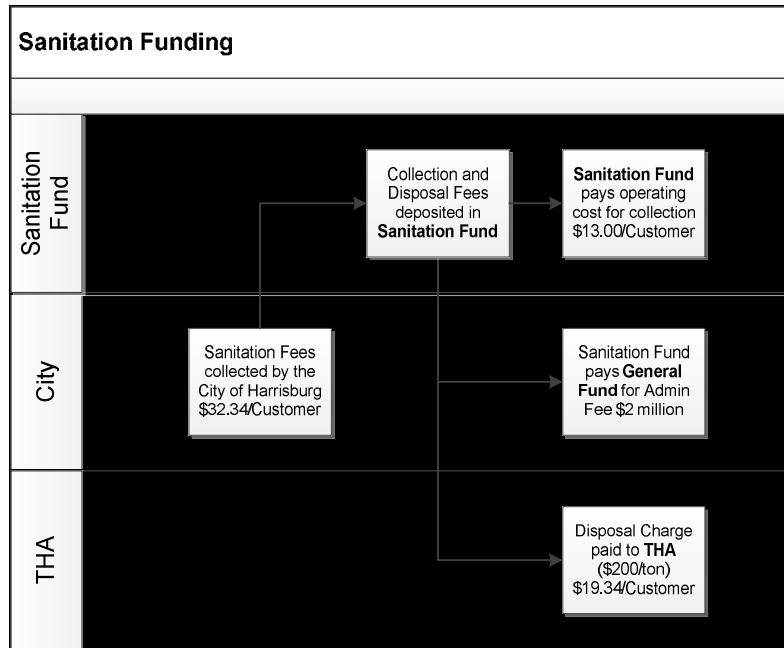 Sanitation Funding
Sanitation
Fund
Collection and
Disposal Fees
deposited in
Sanitation Fund
Sanitation Fund
pays operating
cost for collection
$13.00/Customer
City
Sanitation Fees
collected by the
City of Harrisburg
$32.34/Customer
Sanitation Fund
pays General
Fund for Admin
Fee $2 million
THA
Disposal Charge
paid to THA
($200/ton)
$19.34/Customer